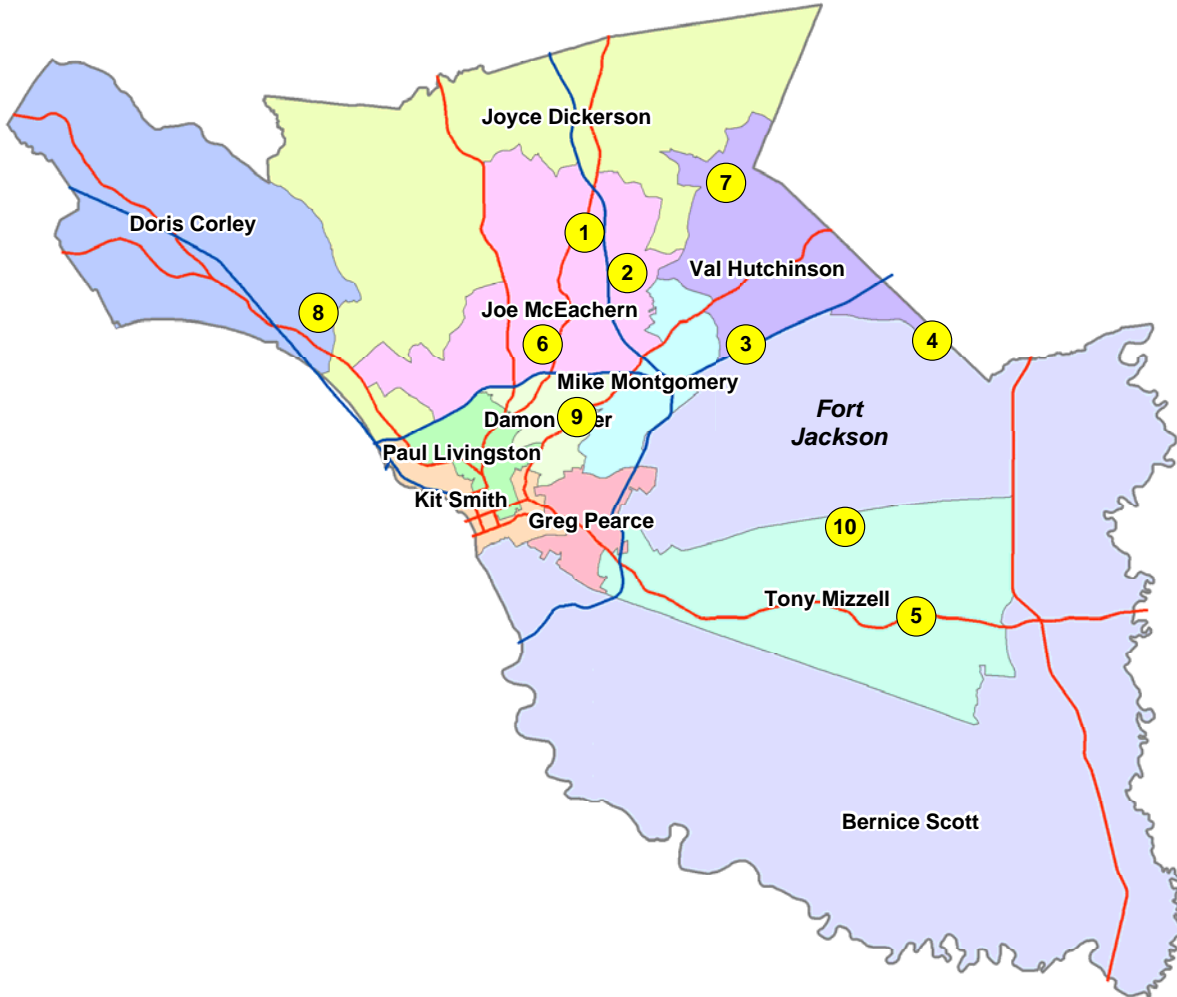 Joyce Dickerson
7
Doris Corley
1
2
Val Hutchinson
8
Joe McEachern
6
3
4
Mike Montgomery
Fort
Jackson
Damon
9
Paul Livingston
Kit Smith
Greg Pearce
10
Tony Mizzell
5
Bernice Scott